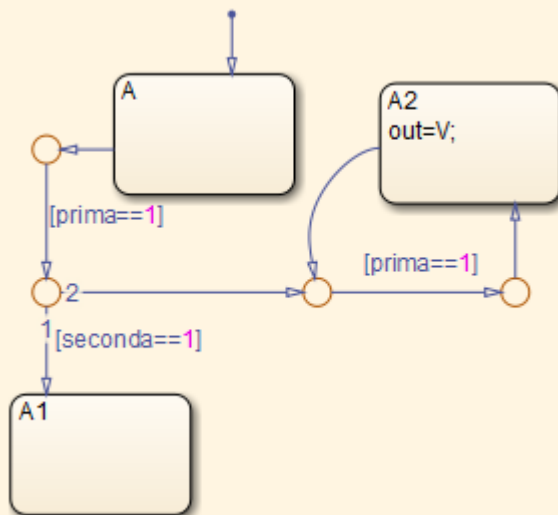 A
A2
out=V;
[prima==1]
[prima==1]
2
1
[seconda==1]
A1